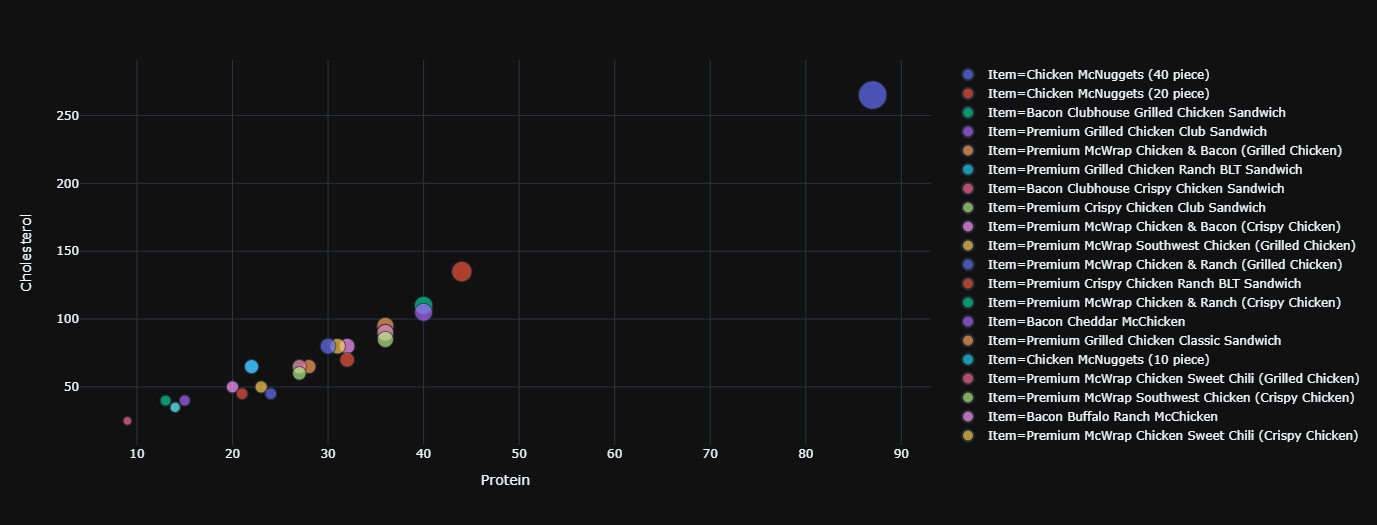 250
200
150
100
50
Cholesterol
10 20 30 40 50 60 70 80 90
Protein
Item=Chicken McNuggets (40 piece)
Item=Chicken McNuggets (20 piece)
Item=Bacon Clubhouse Grilled Chicken Sandwich
Item=Premium Grilled Chicken Club Sandwich
Item=Premium McWrap Chicken & Bacon (Grilled Chicken)
Item=Premium Grilled Chicken Ranch BLT Sandwich
Item=Bacon Clubhouse Crispy Chicken Sandwich
Item=Premium Crispy Chicken Club Sandwich
Item=Premium McWrap Chicken & Bacon (Crispy Chicken)
Item=Premium McWrap Southwest Chicken (Grilled Chicken)
Item=Premium McWrap Chicken & Ranch (Grilled Chicken)
Item=Premium Crispy Chicken Ranch BLT Sandwich
Item=Premium McWrap Chicken & Ranch (Crispy Chicken)
Item=Bacon Cheddar McChicken
Item=Premium Grilled Chicken Classic Sandwich
Item=Chicken McNuggets (10 piece)
Item=Premium McWrap Chicken Sweet Chili (Grilled Chicken)
Item=Premium McWrap Southwest Chicken (Crispy Chicken)
Item=Bacon Buffalo Ranch McChicken
Item=Premium McWrap Chicken Sweet Chili (Crispy Chicken)